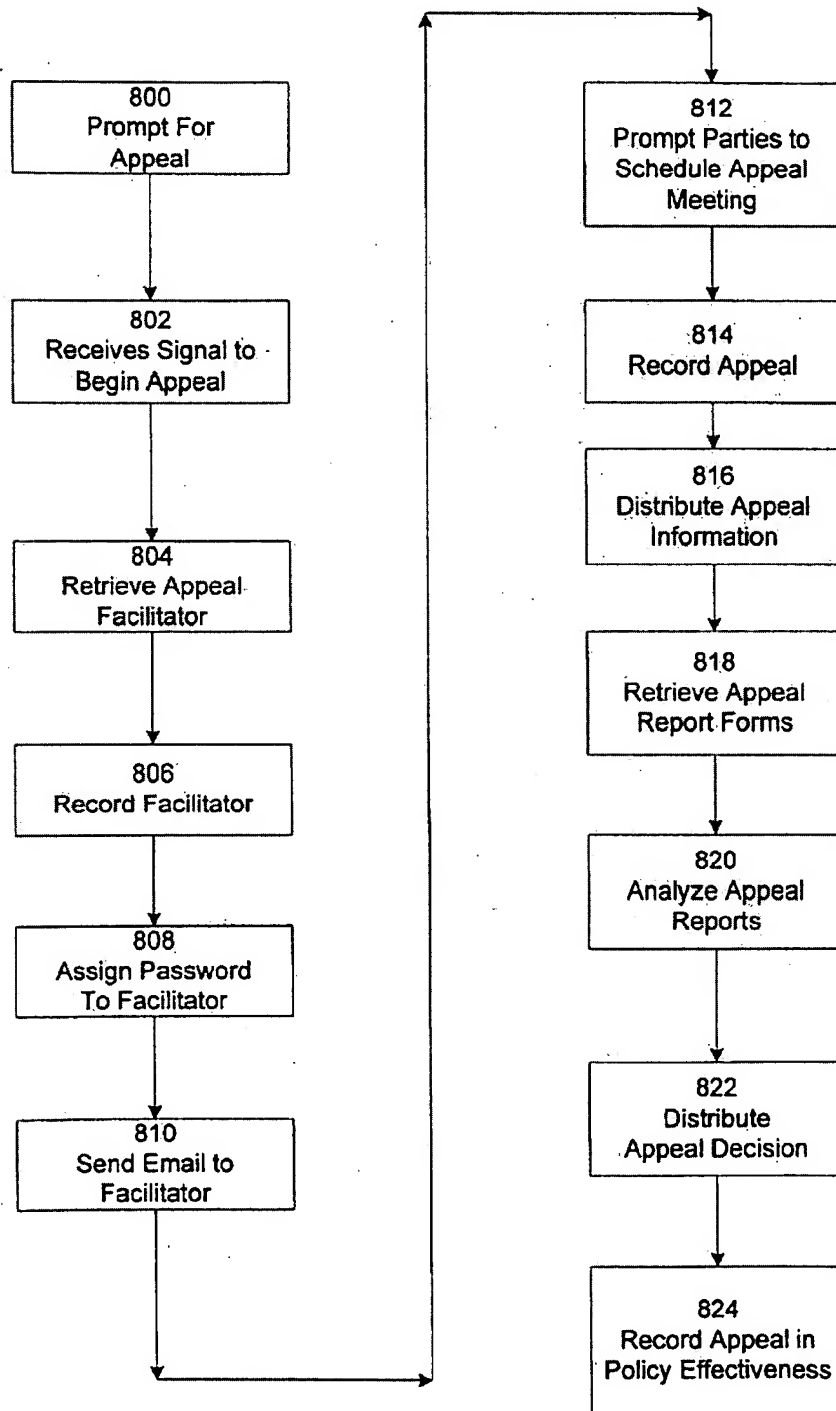 800
Prompt For
Appeal
802
Receives Signal to
Begin Appeal
804
Retrieve Appeal
Facilitator
806
Record Facilitator
808
Assign Password
To Facilitator
810
Send Email to
Facilitator
812
Prompt Parties to
Schedule Appeal
Meeting
814
Record Appeal
816
Distribute Appeal
Information
818
Retrieve Appeal
Report Forms
820
Analyze Appeal
Reports
822
Distribute
Appeal Decision
824
Record Appeal in
Policy Effectiveness